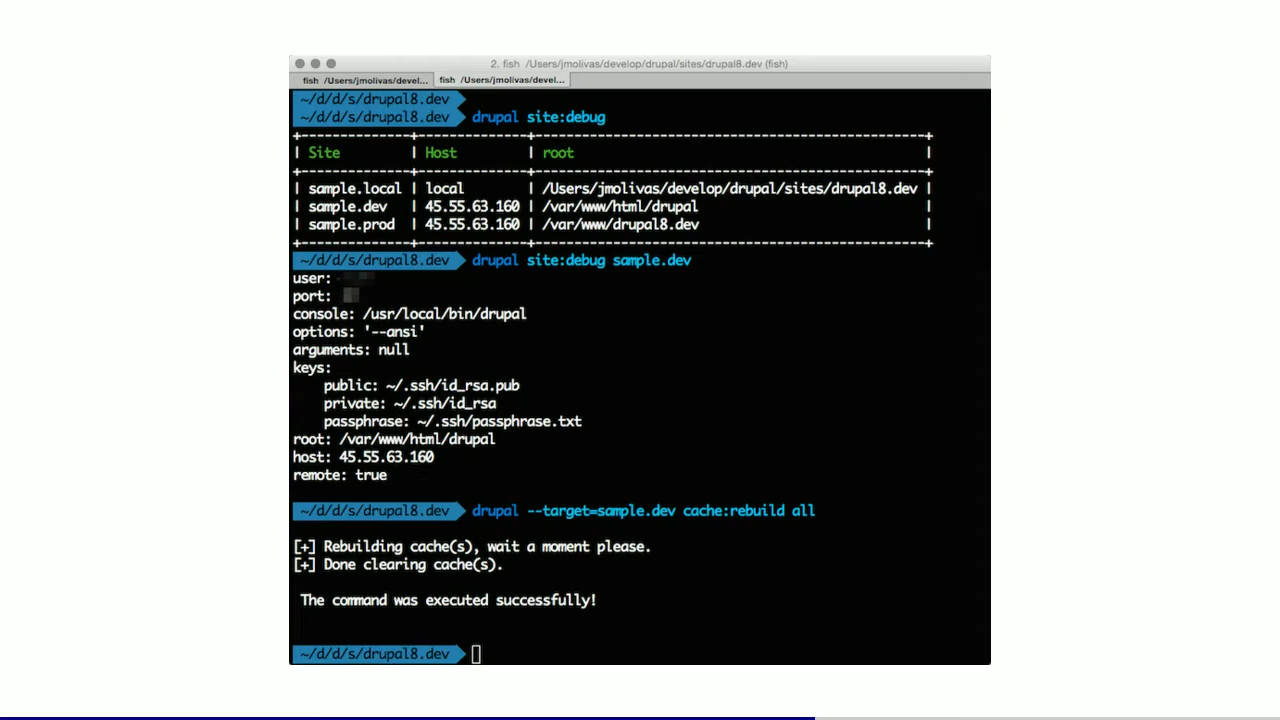 2. fish /Users/jmolivas/develop/drupal/sites/drupal8.dev (fish)
fish /Users/jmolivas/devel... fish /Users/jmolivas/devel...
~/d/d/s/drupal8.dev
~/d/d/s/drupal8.dev drupal site:debug
+--------------+--------------+--------------------------------------------------+
| Site | Host | root |
+--------------+--------------+--------------------------------------------------+
| sample.local | local | /Users/jmolivas/develop/drupal/sites/drupal8.dev |
| sample.dev | 45.55.63.160 | /var/www/html/drupal |
| sample.prod | 45.55.63.160 | /var/www/drupal8.dev |
+--------------+--------------+--------------------------------------------------+
~/d/d/s/drupal8.dev drupal site:debug sample.dev
user:
port:
console: /usr/local/bin/drupal
options: '--ansi'
arguments: null
keys:
public: ~/.ssh/id_rsa.pub
private: ~/.ssh/id_rsa
passphrase: ~/.ssh/passphrase.txt
root: /var/www/html/drupal
host: 45.55.63.160
remote: true
~/d/d/s/drupal8.dev drupal --target=sample.dev cache:rebuild all
[+] Rebuilding cache(s), wait a moment please.
[+] Done clearing cache(s).
The command was executed successfully!
~/d/d/s/drupal8.dev